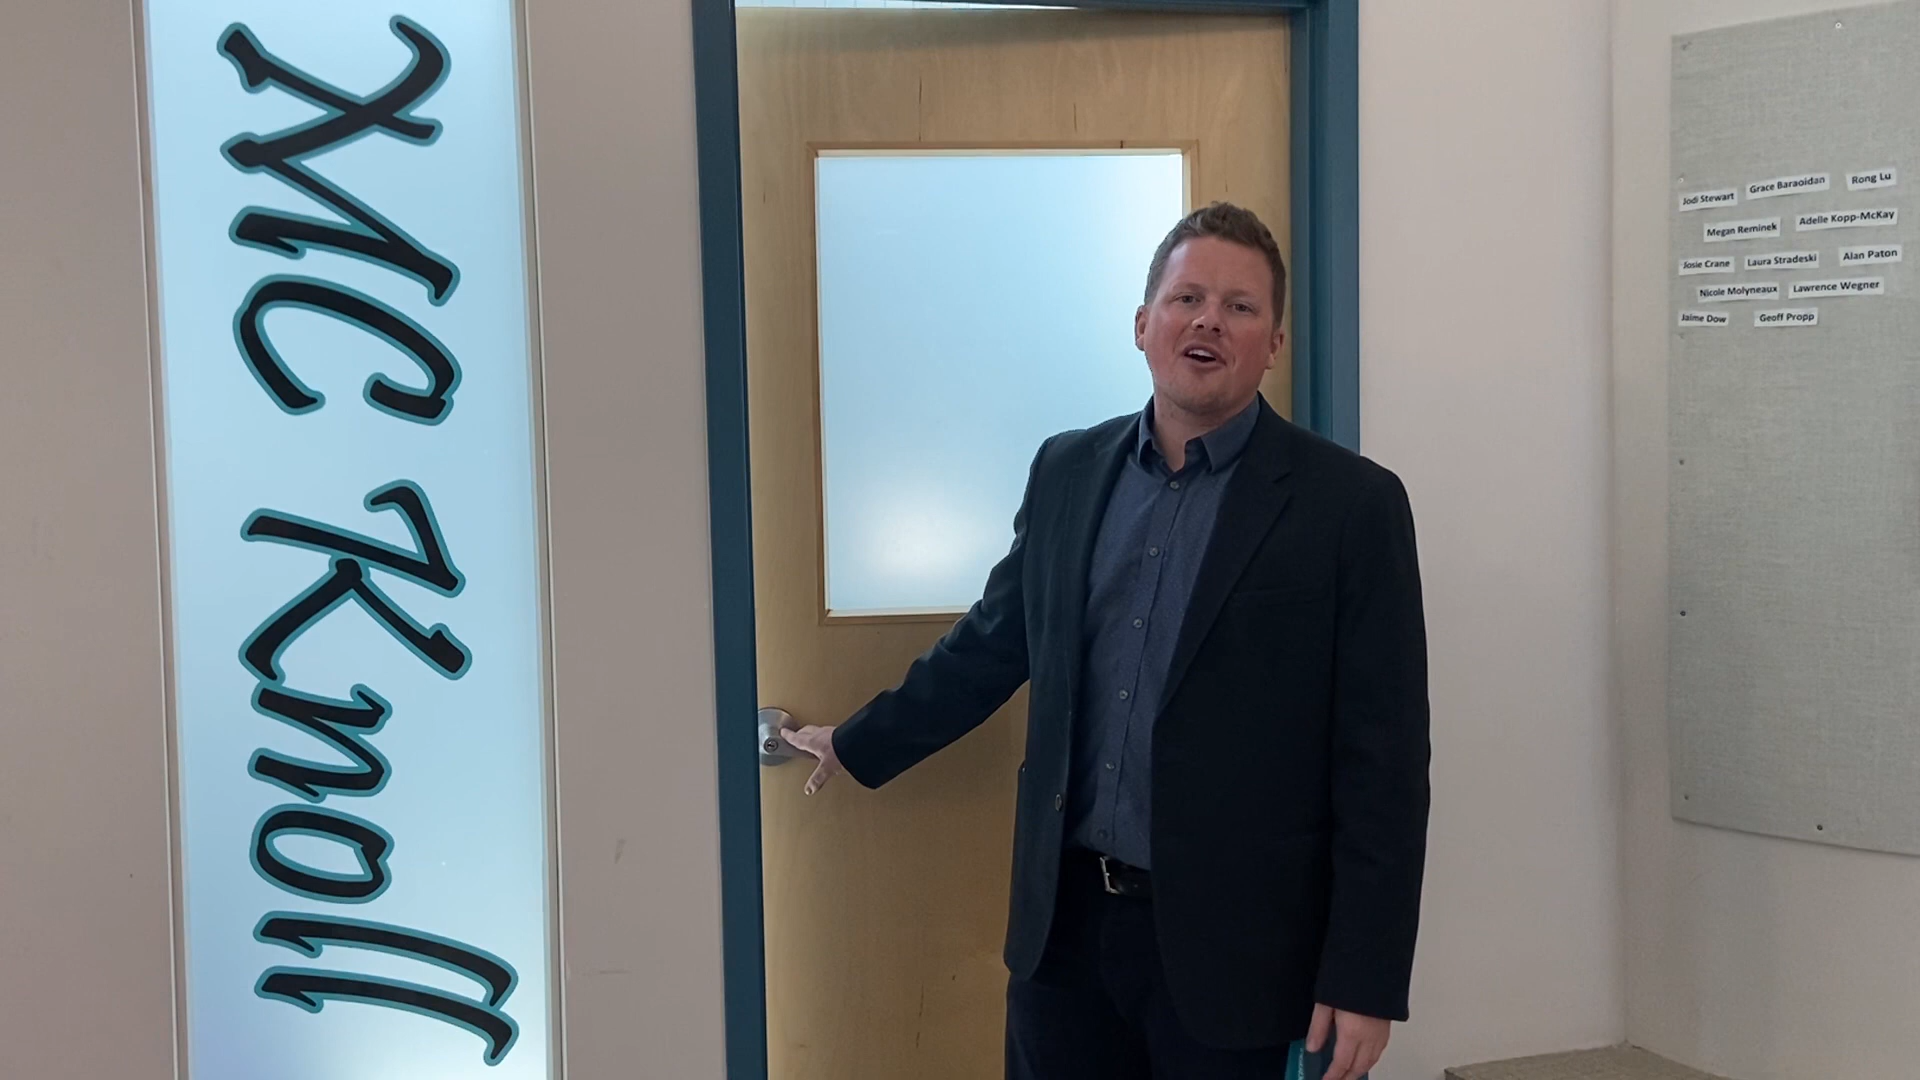 MC Knoll
Jodi Stewart
Grace Baraoidan
Rong Lu
Megan Reminek
Adelle Kopp-McKay
Josie Crane
Laura Stradeski
Alan Paton
Nicole Molyneaux
Lawrence Wegner
Jaime Dow
Geoff Propp